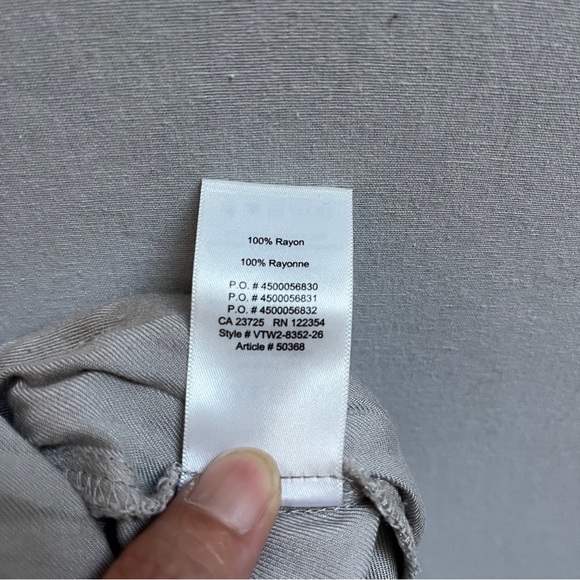 100% Rayon
100% Rayonne
P.O. # 4500056830
P.O. # 4500056831
P.O. # 4500056832
CA 23725 RN 122354
Style # VTW2-8352-26
Article # 50368